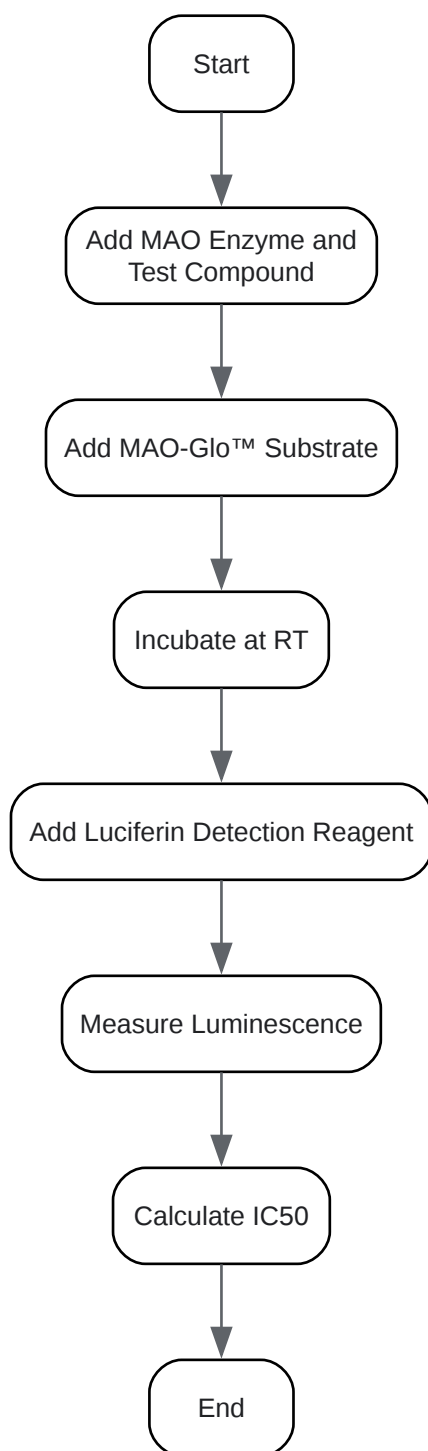 Start
Add MAO Enzyme and
Test Compound
Add MAO-Glo™ Substrate
Incubate at RT
Add Luciferin Detection Reagent
Measure Luminescence
Calculate IC50
End